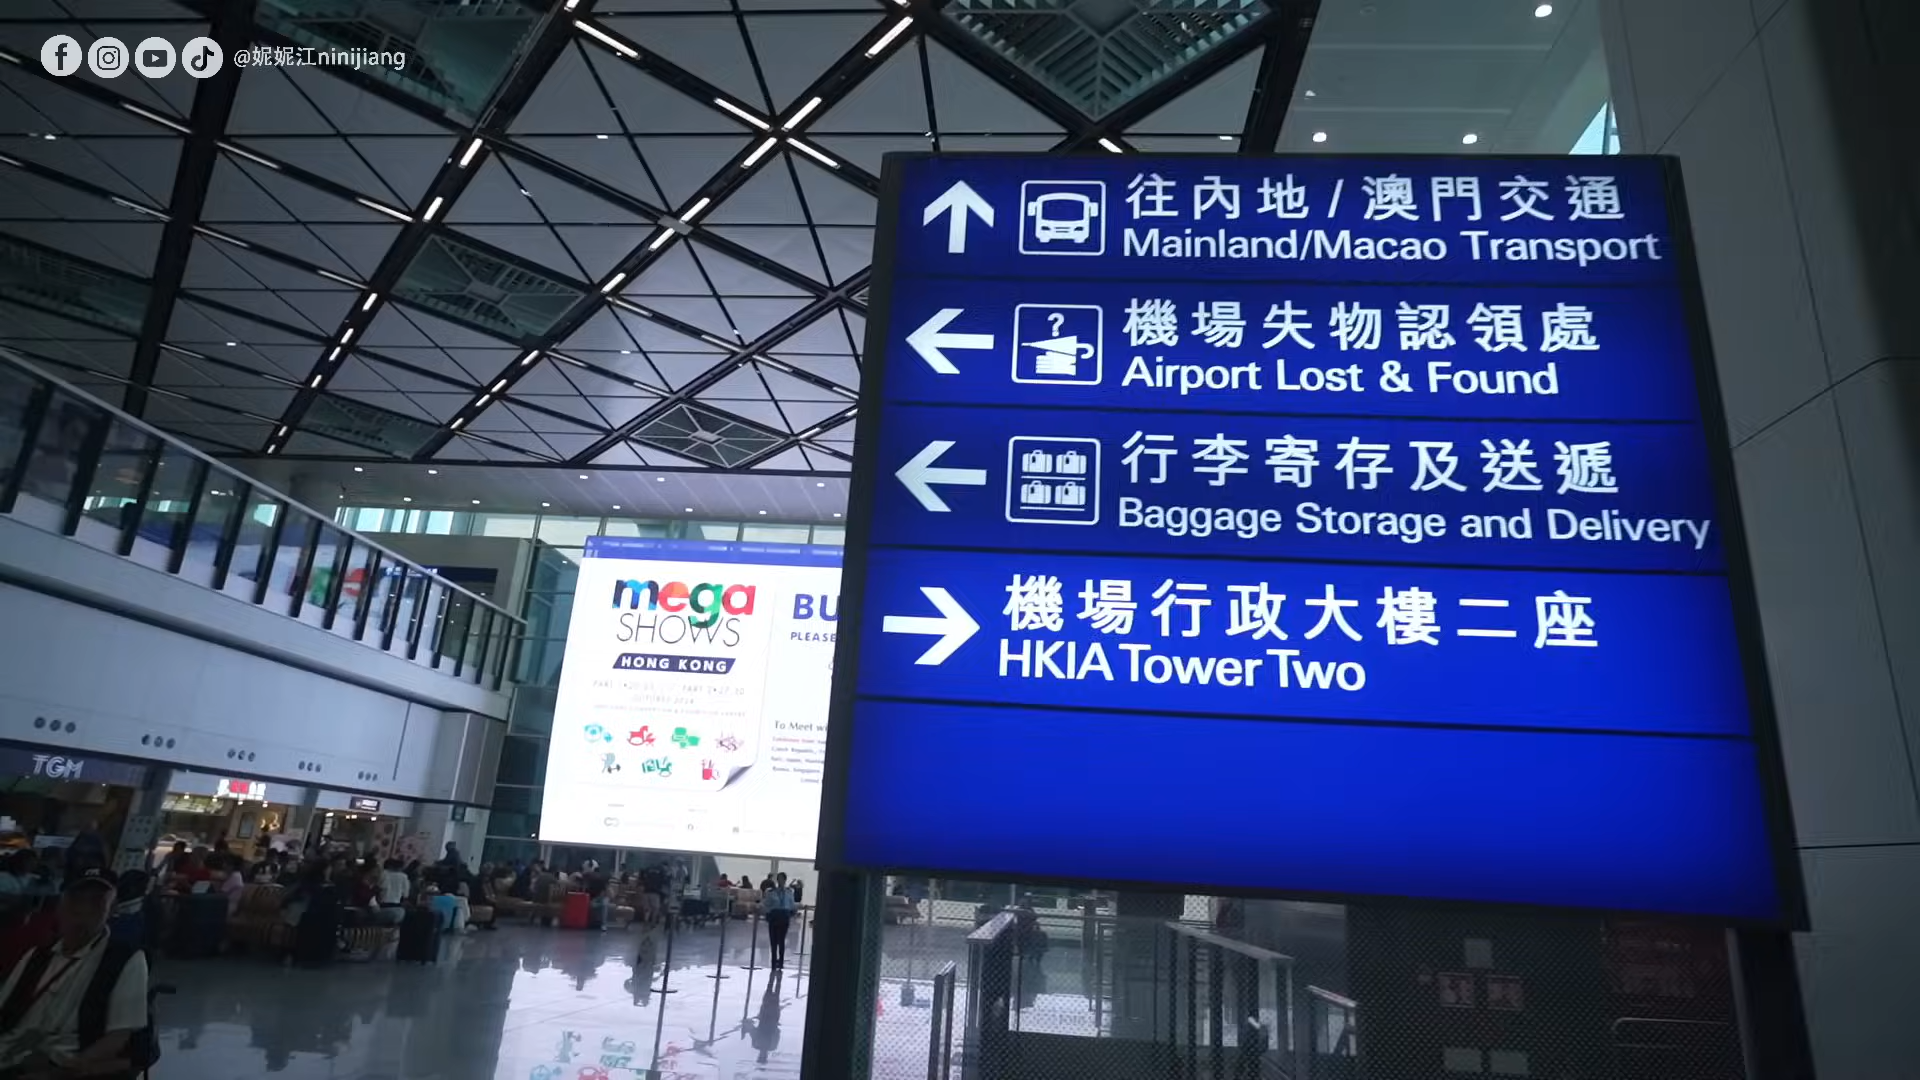 @妮妮江ninijiang
往內地/澳門交通
Mainland/Macao Transport
?
機場失物認領處
Airport Lost & Found
行李寄存及送遞
Baggage Storage and Delivery
機場行政大樓二座
HKIA Tower Two
mega
SHOWS
HONG KONG
BU
PLEASE
To Meet
TGM